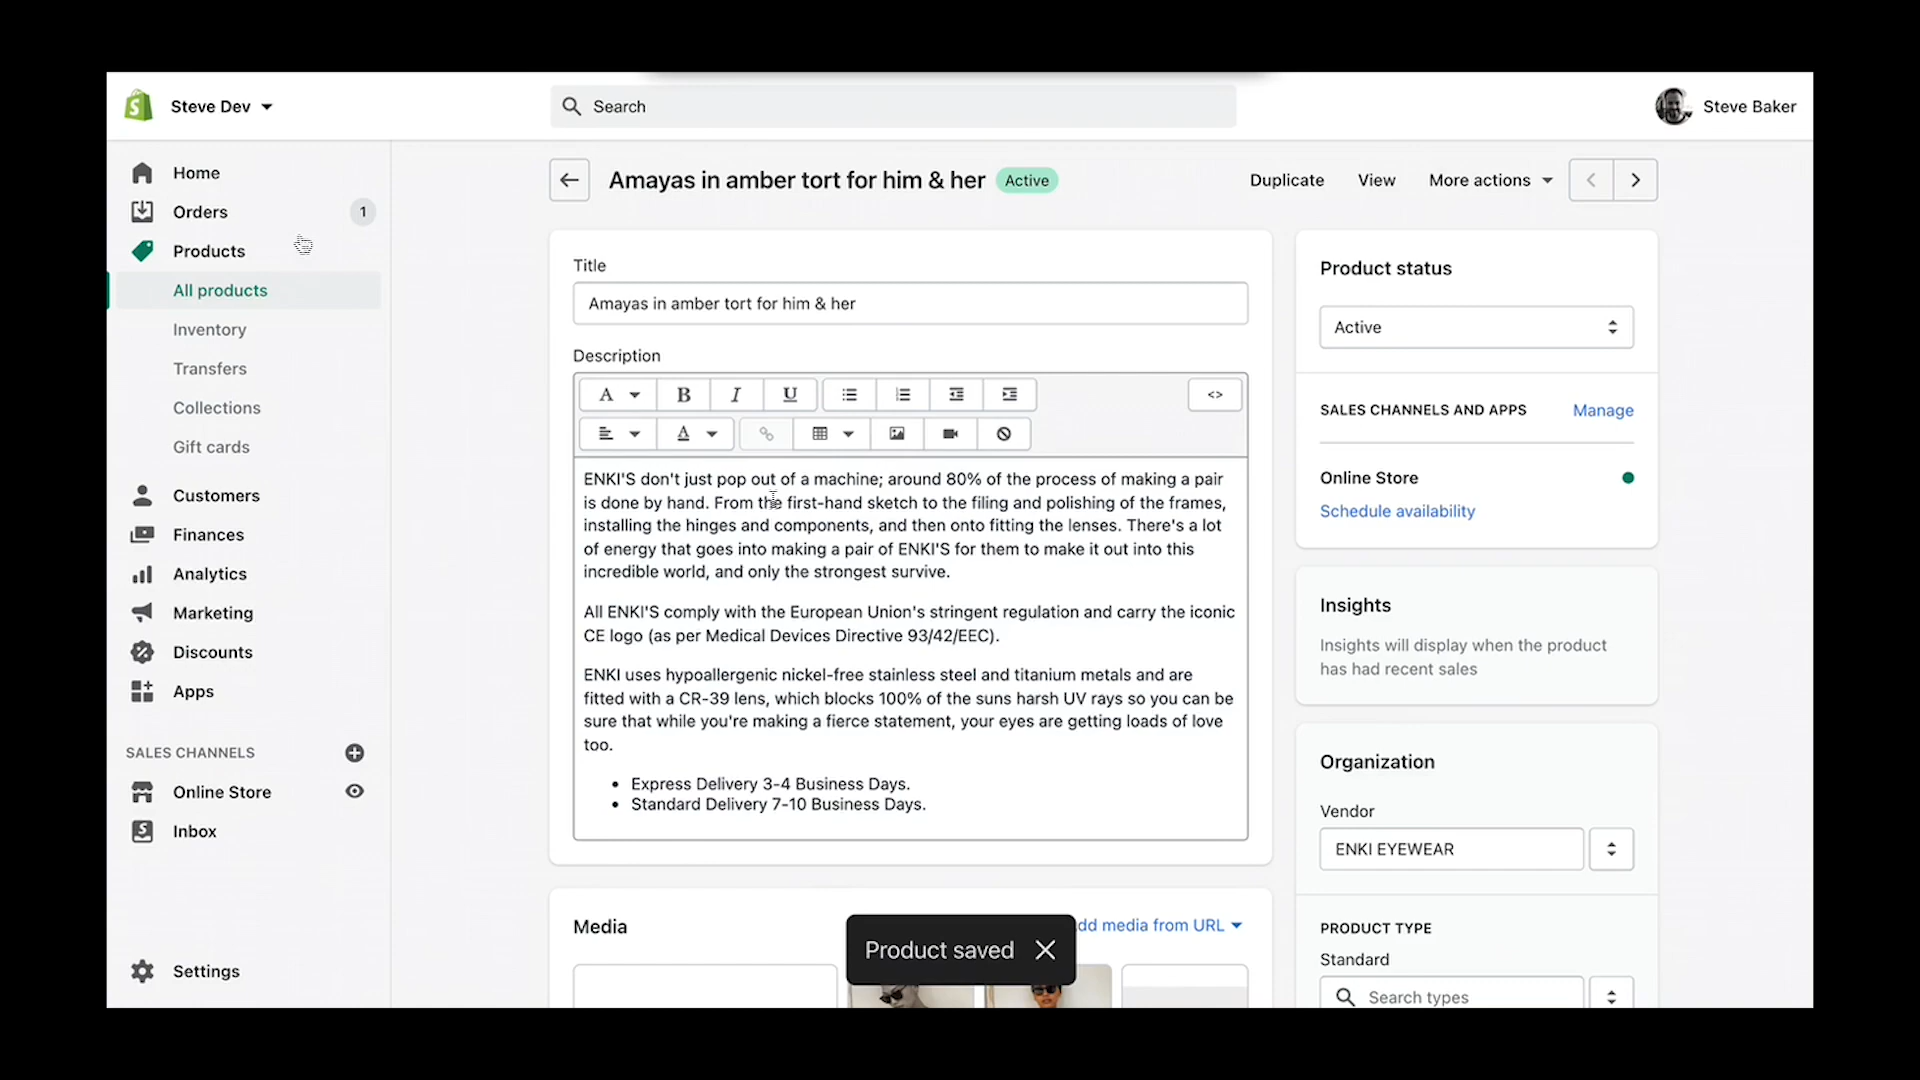 Steve Dev
Search
Steve Baker
Home
Orders
1
Products
All products
Inventory
Transfers
Collections
Gift cards
Customers
Finances
Analytics
Marketing
Discounts
Apps
SALES CHANNELS
Online Store
Inbox
Settings
Amayas in amber tort for him & her
Active
Duplicate
View
More actions
Title
Amayas in amber tort for him & her
Description
A
B
I
U
<>
A
ENKI'S don't just pop out of a machine; around 80% of the process of making a pair
is done by hand. From the first-hand sketch to the filing and polishing of the frames,
installing the hinges and components, and then onto fitting the lenses. There's a lot
of energy that goes into making a pair of ENKI'S for them to make it out into this
incredible world, and only the strongest survive.
All ENKI'S comply with the European Union's stringent regulation and carry the iconic
CE logo (as per Medical Devices Directive 93/42/EEC).
ENKI uses hypoallergenic nickel-free stainless steel and titanium metals and are
fitted with a CR-39 lens, which blocks 100% of the suns harsh UV rays so you can be
sure that while you're making a fierce statement, your eyes are getting loads of love
too.
• Express Delivery 3-4 Business Days.
• Standard Delivery 7-10 Business Days.
Media
dd media from URL
Product saved
Product status
Active
SALES CHANNELS AND APPS
Manage
Online Store
Schedule availability
Insights
Insights will display when the product
has had recent sales
Organization
Vendor
ENKI EYEWEAR
PRODUCT TYPE
Standard
Search types